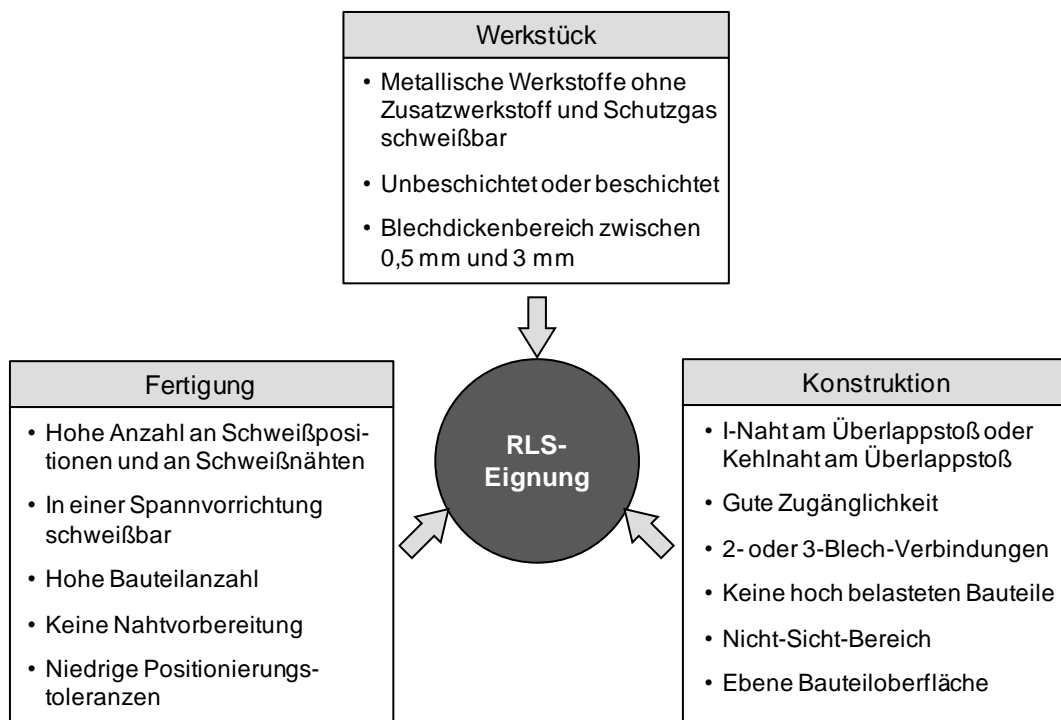 Werkstück
• Metallische Werkstoffe ohne
Zusatzwerkstoff und Schutzgas
schweißbar
• Unbeschichtet oder beschichtet
• Blechdickenbereich zwischen
0,5 mm und 3 mm
Fertigung
• Hohe Anzahl an Schweißposi-
tionen und an Schweißnähten
• In einer Spannvorrichtung
schweißbar
• Hohe Bauteilanzahl
• Keine Nahtvorbereitung
• Niedrige Positionierungs-
toleranzen
RLS-
Eignung
Konstruktion
• I-Naht am Überlappstoß oder
Kehlnaht am Überlappstoß
• Gute Zugänglichkeit
• 2- oder 3-Blech-Verbindungen
• Keine hoch belasteten Bauteile
• Nicht-Sicht-Bereich
• Ebene Bauteiloberfläche